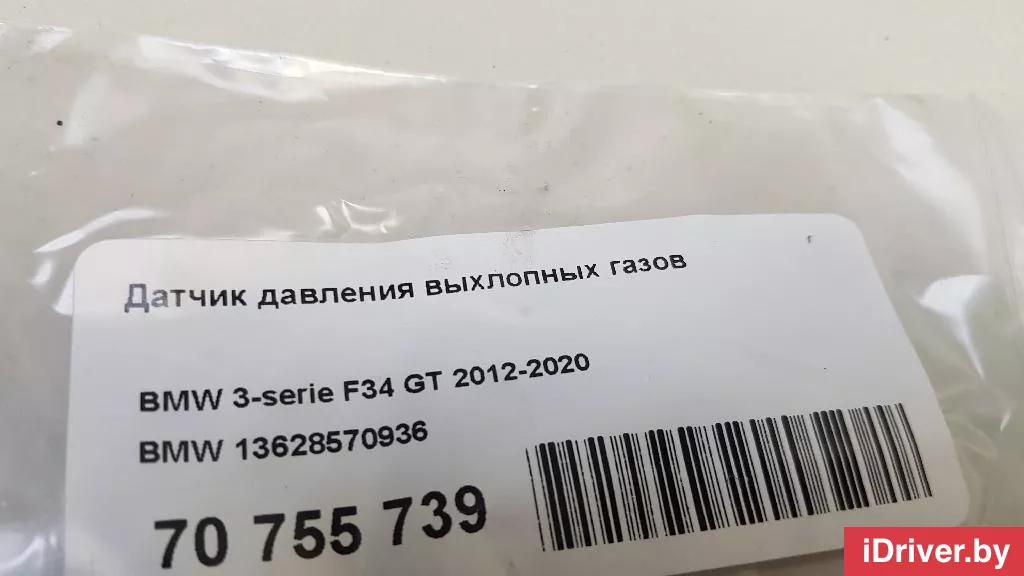 Датчик давления выхлопных газов
BMW 3-serie F34 GT 2012-2020
BMW 13628570936
70 755 739
iDriver.by